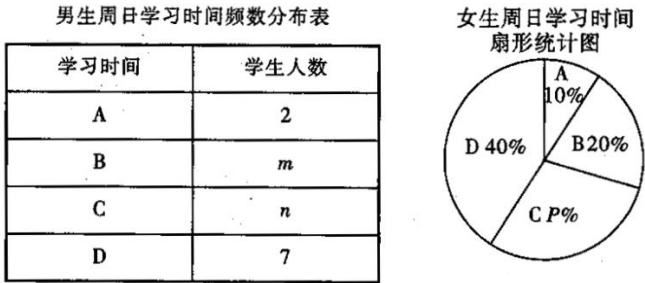 男生周日学习时间频数分布表
学习时间 学生人数
A 2
B m
C n
D 7
女生周日学习时间
扇形统计图
A
10%
B20%
C P%
D 40%